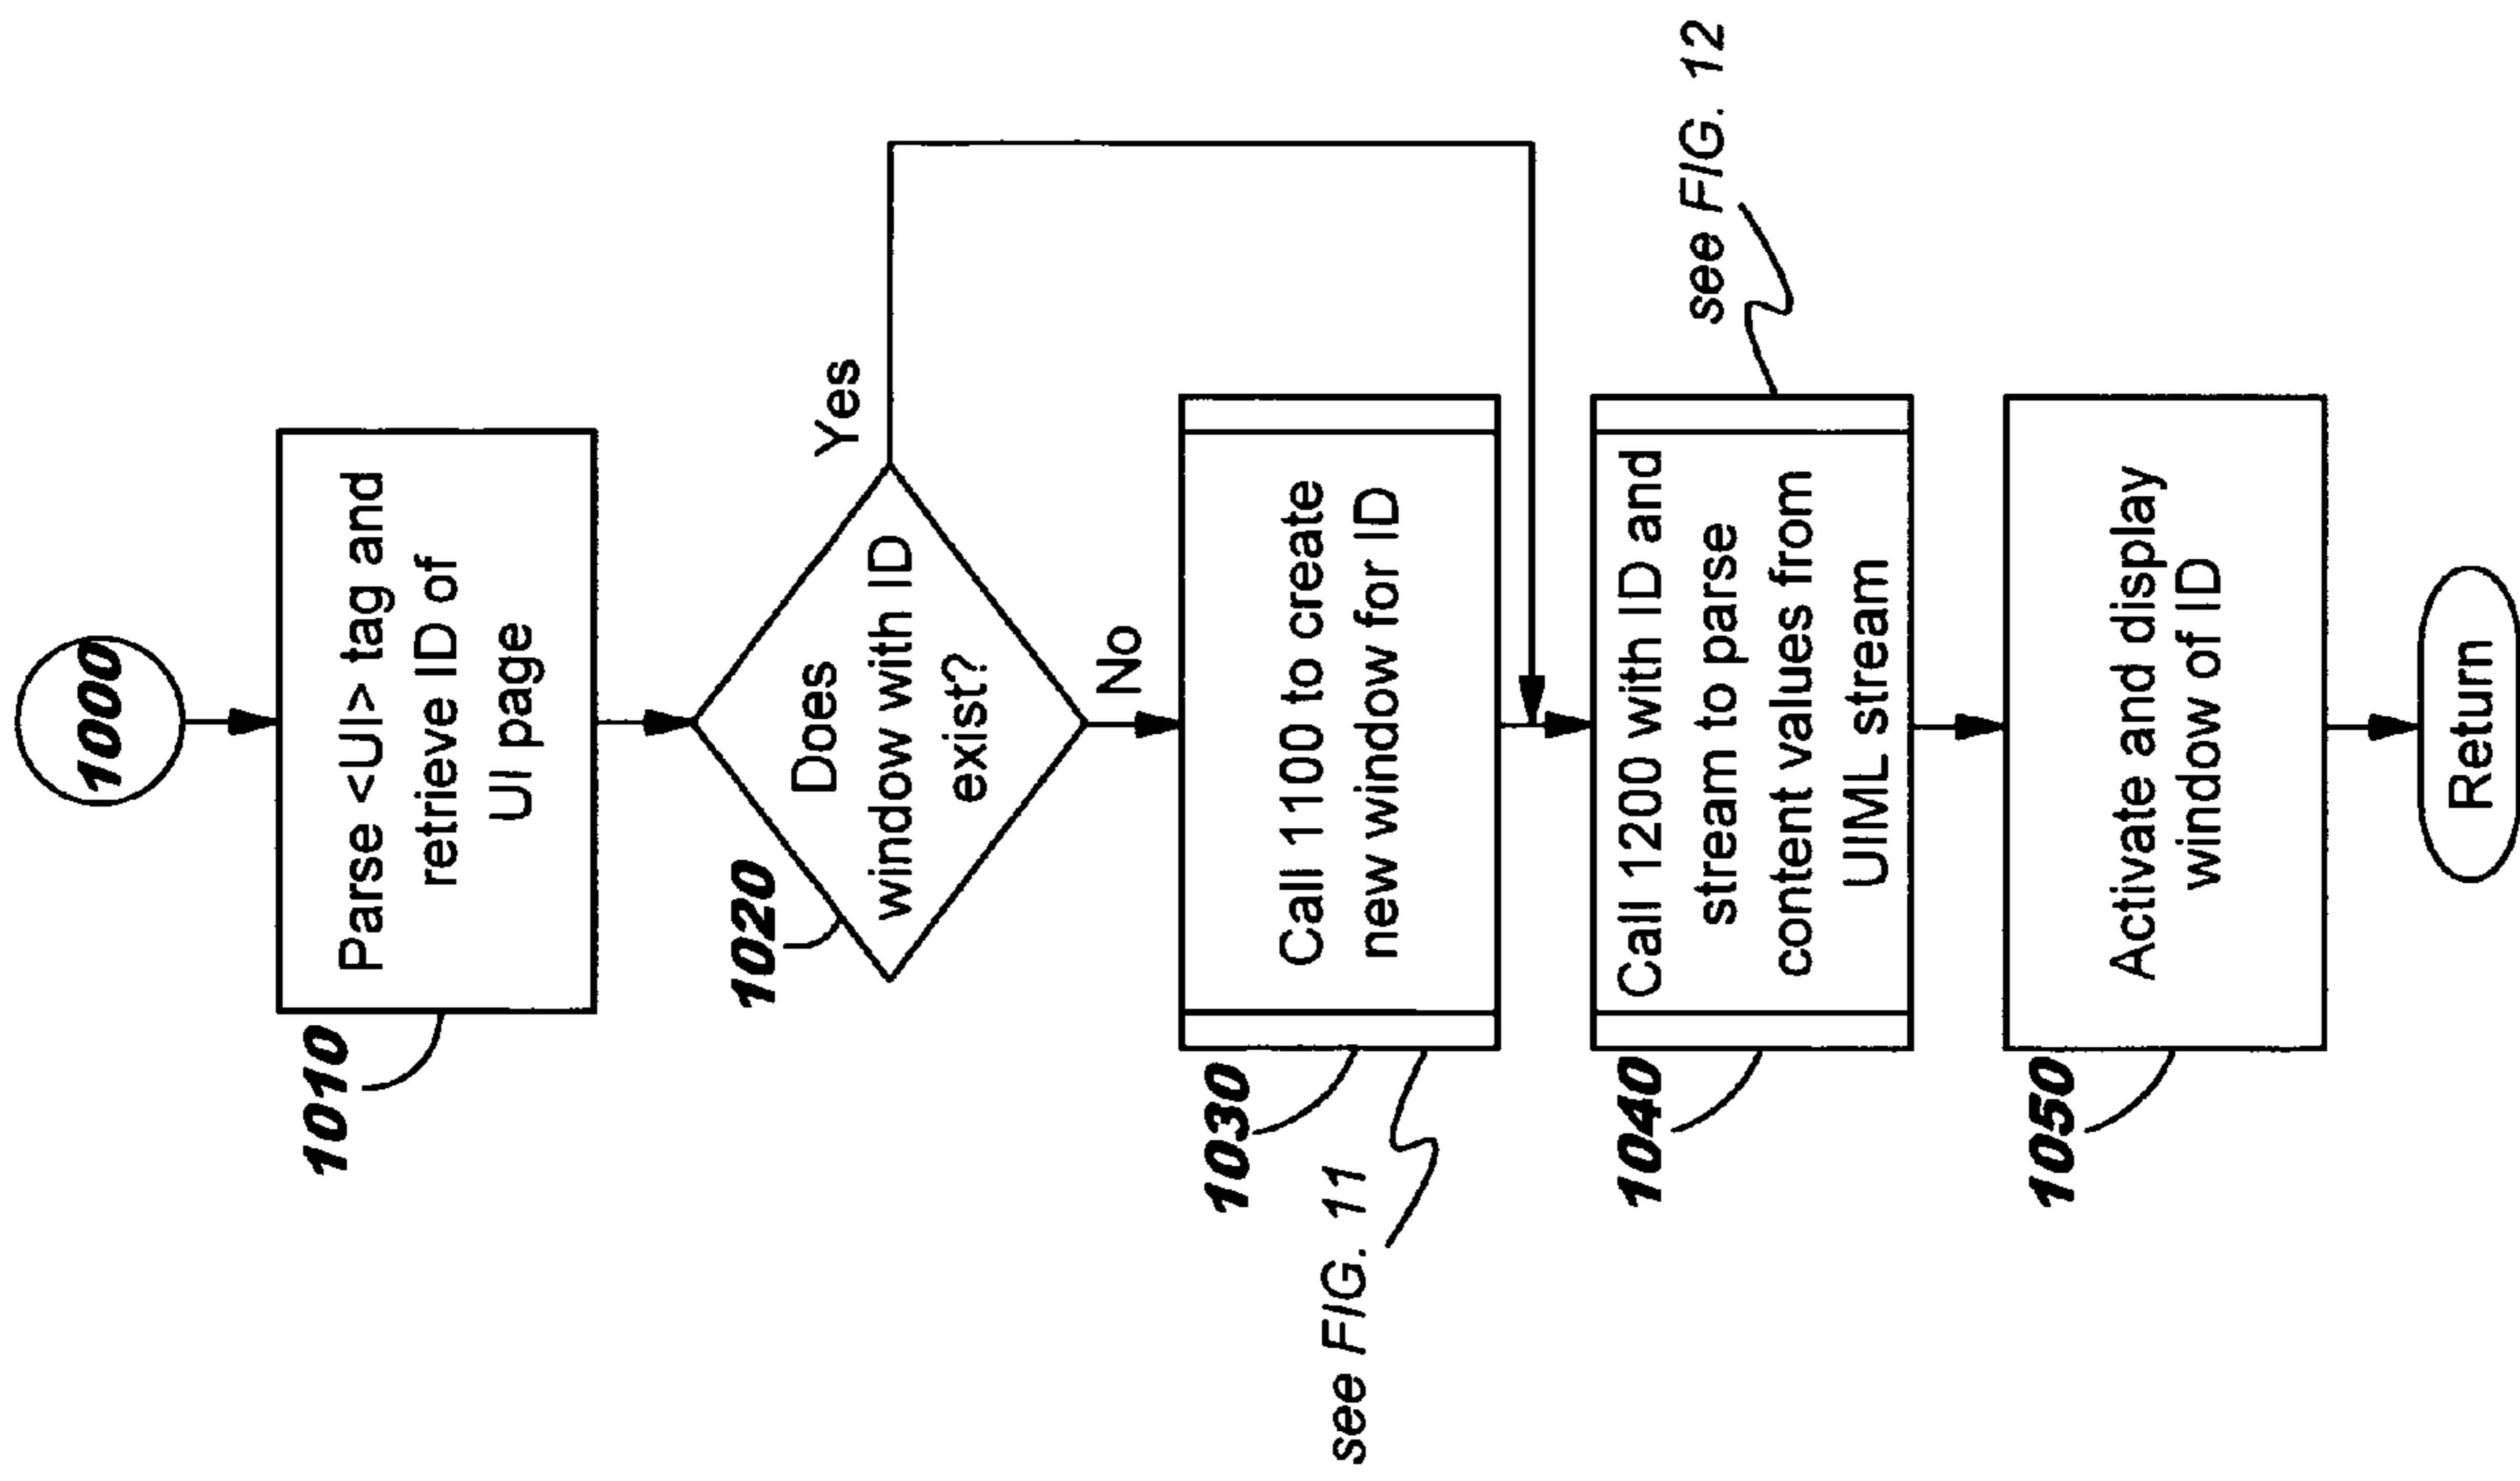 1000
1010
Parse <UI> tag and
retrieve ID of
UI page
1020
Does
window with ID
exist?
Yes
No
1030
Call 1100 to create
new window for ID
see FIG. 11
1040
Call 1200 with ID and
stream to parse
content values from
UIML stream
see FIG. 12
1050
Activate and display
window of ID
Return